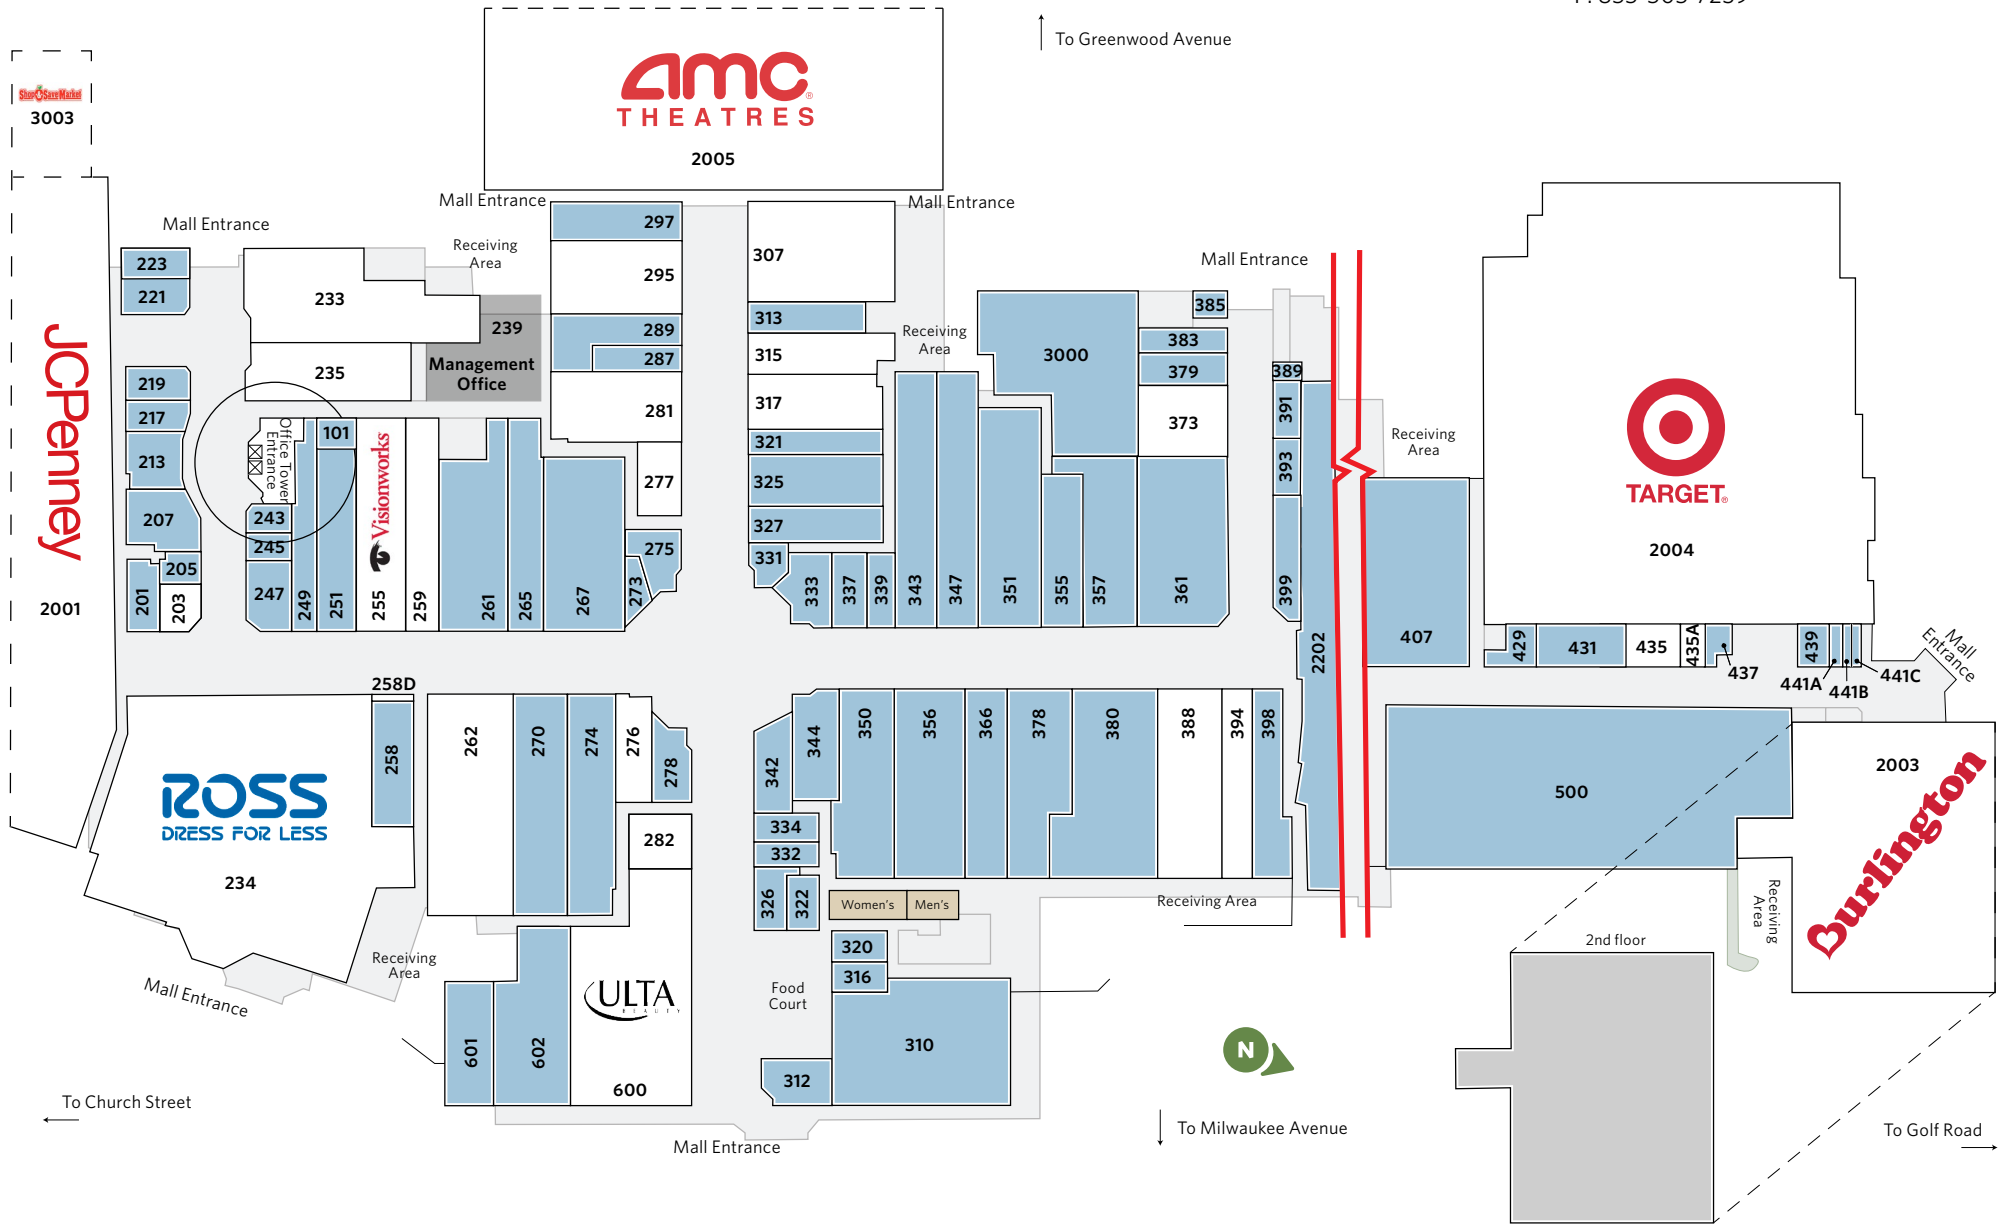 To Greenwood Avenue
Shop Save Market
3003
amc
THEATRES
2005
Mall Entrance
Mall Entrance
Mall Entrance
Mall Entrance
Receiving
Area
223
221
233
239
Management
Office
235
297
295
289
287
281
277
275
273
307
313
315
317
321
325
327
331
Receiving
Area
3000
385
383
379
373
389
391
393
399
Receiving
Area
TARGET
2004
JCPenney
2001
219
217
213
207
205
201
203
Office Tower
Entrance
101
243
245
247
249
251
Visionworks
255
259
261
265
267
333
337
339
343
347
351
355
357
361
2202
407
429
431
435
435A
437
439
441A
441B
441C
Mall
Entrance
258D
258
ROSS
DRESS FOR LESS
234
262
270
274
276
278
282
342
344
350
356
366
378
380
388
394
398
334
332
326
322
Women's
Men's
Receiving Area
500
2003
Burlington
Receiving
Area
2nd floor
Receiving
Area
Mall Entrance
601
602
ULTA
BEAUTY
600
Food
Court
320
316
310
312
N
To Church Street
Mall Entrance
To Milwaukee Avenue
To Golf Road